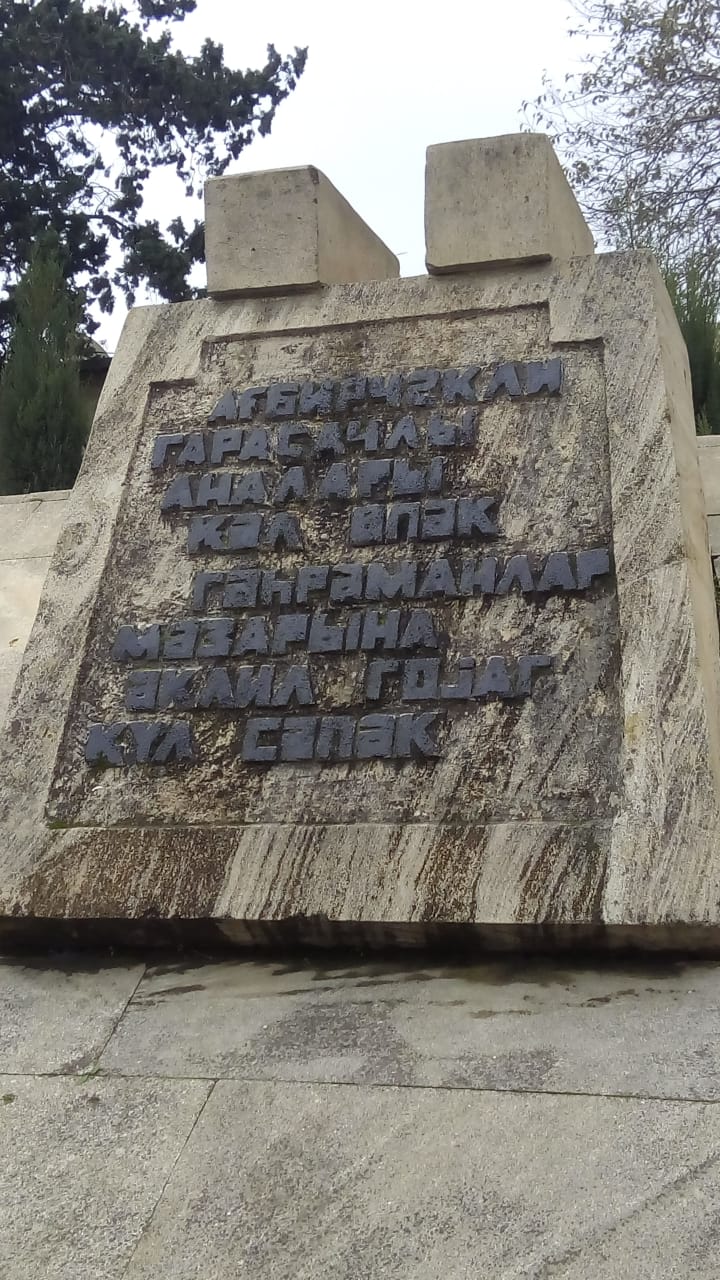 АҒБИРЧӘКЛИ
ГАРАСАЧЛЫ
АНАЛАРЫ
КӘЛ ӨПӘК
ГӘҺРӘМАНЛАР
МӘЗАРЫНА
ӘКЛИЛ ГОЈАГ
КҮЛ СӘПӘК